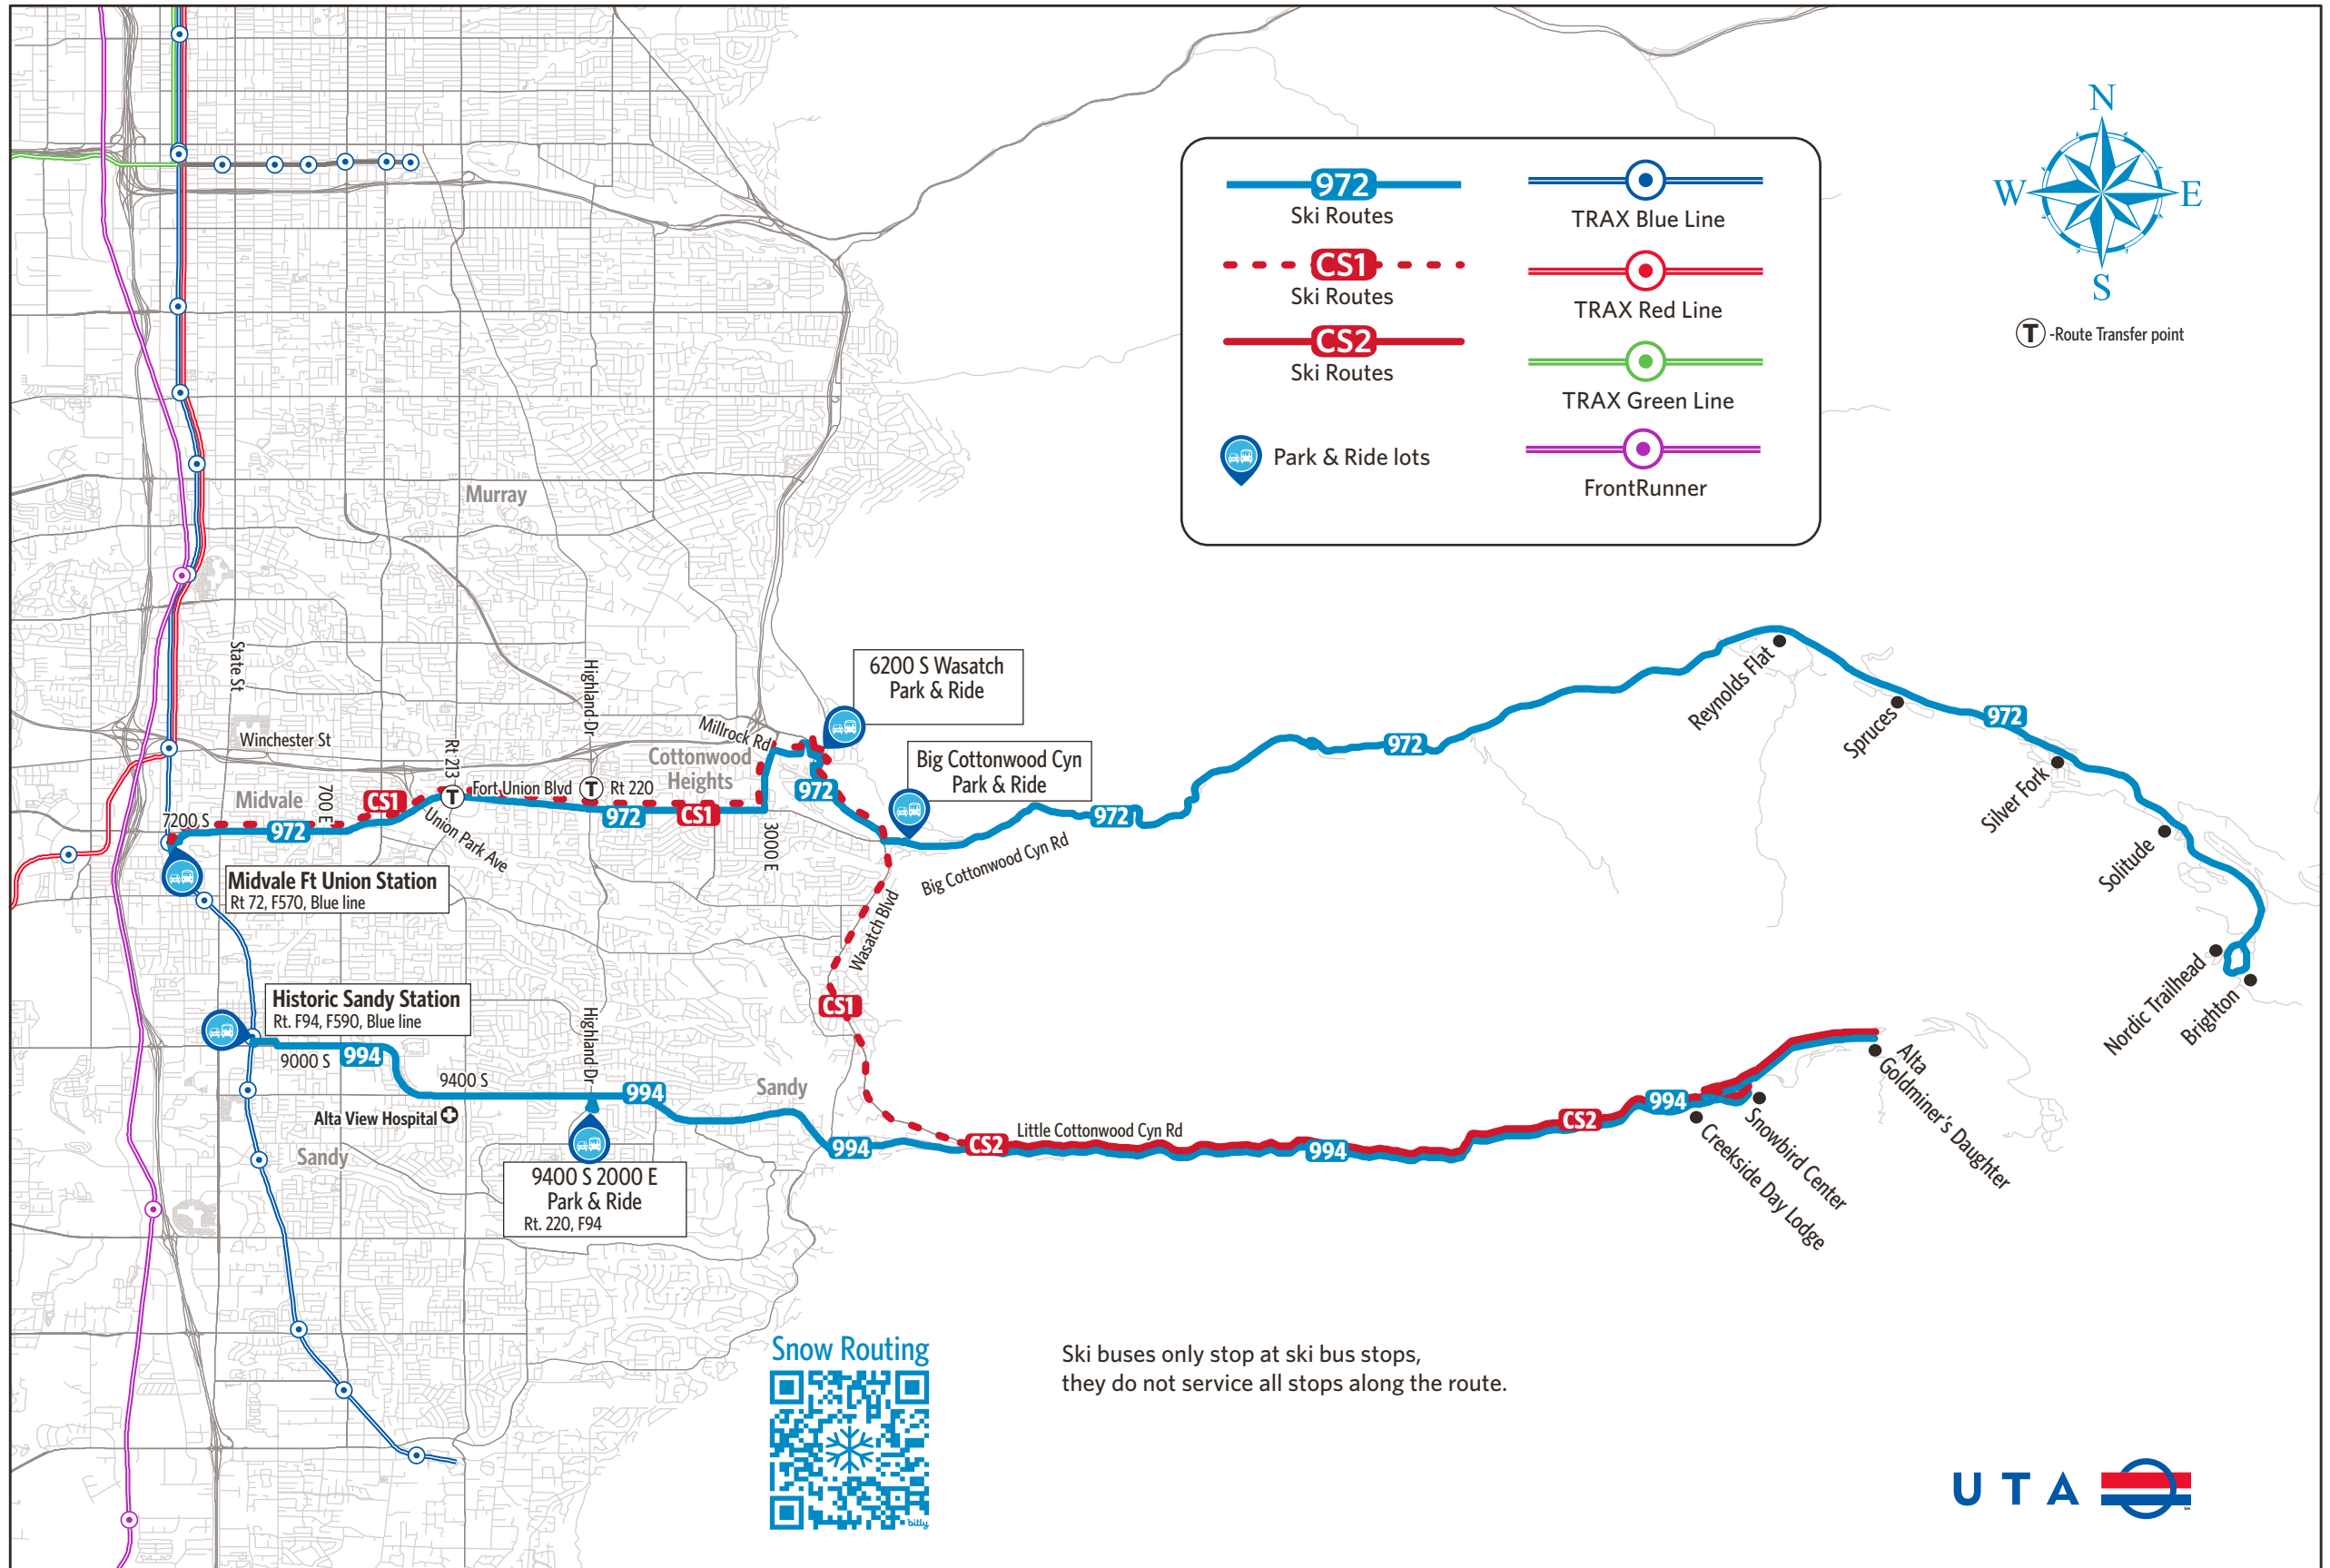 N
W
E
S
T
-Route Transfer point
972
Ski Routes
CS1
Ski Routes
CS2
Ski Routes
Park & Ride lots
TRAX Blue Line
TRAX Red Line
TRAX Green Line
FrontRunner
Murray
State St
Highland Dr
Winchester St
Rt 213
Millrock Rd
6200 S Wasatch
Park & Ride
Cottonwood
Heights
Big Cottonwood Cyn
Park & Ride
Midvale
700 E
7200 S
972
CS1
T
Fort Union Blvd
T
Rt 220
972
CS1
972
3000 E
Union Park Ave
972
Big Cottonwood Cyn Rd
972
Reynolds Flat
Spruces
972
Silver Fork
Solitude
Nordic Trailhead
Brighton
Midvale Ft Union Station
Rt 72, F570, Blue line
Wasatch Blvd
CS1
Historic Sandy Station
Rt. F94, F590, Blue line
9000 S
994
9400 S
Highland Dr
994
Sandy
Alta View Hospital
Sandy
9400 S 2000 E
Park & Ride
Rt. 220, F94
994
CS2
Little Cottonwood Cyn Rd
994
CS2
994
Alta
Goldminer's Daughter
Snowbird Center
Creekside Day Lodge
Snow Routing
bitly
Ski buses only stop at ski bus stops,
they do not service all stops along the route.
UTA